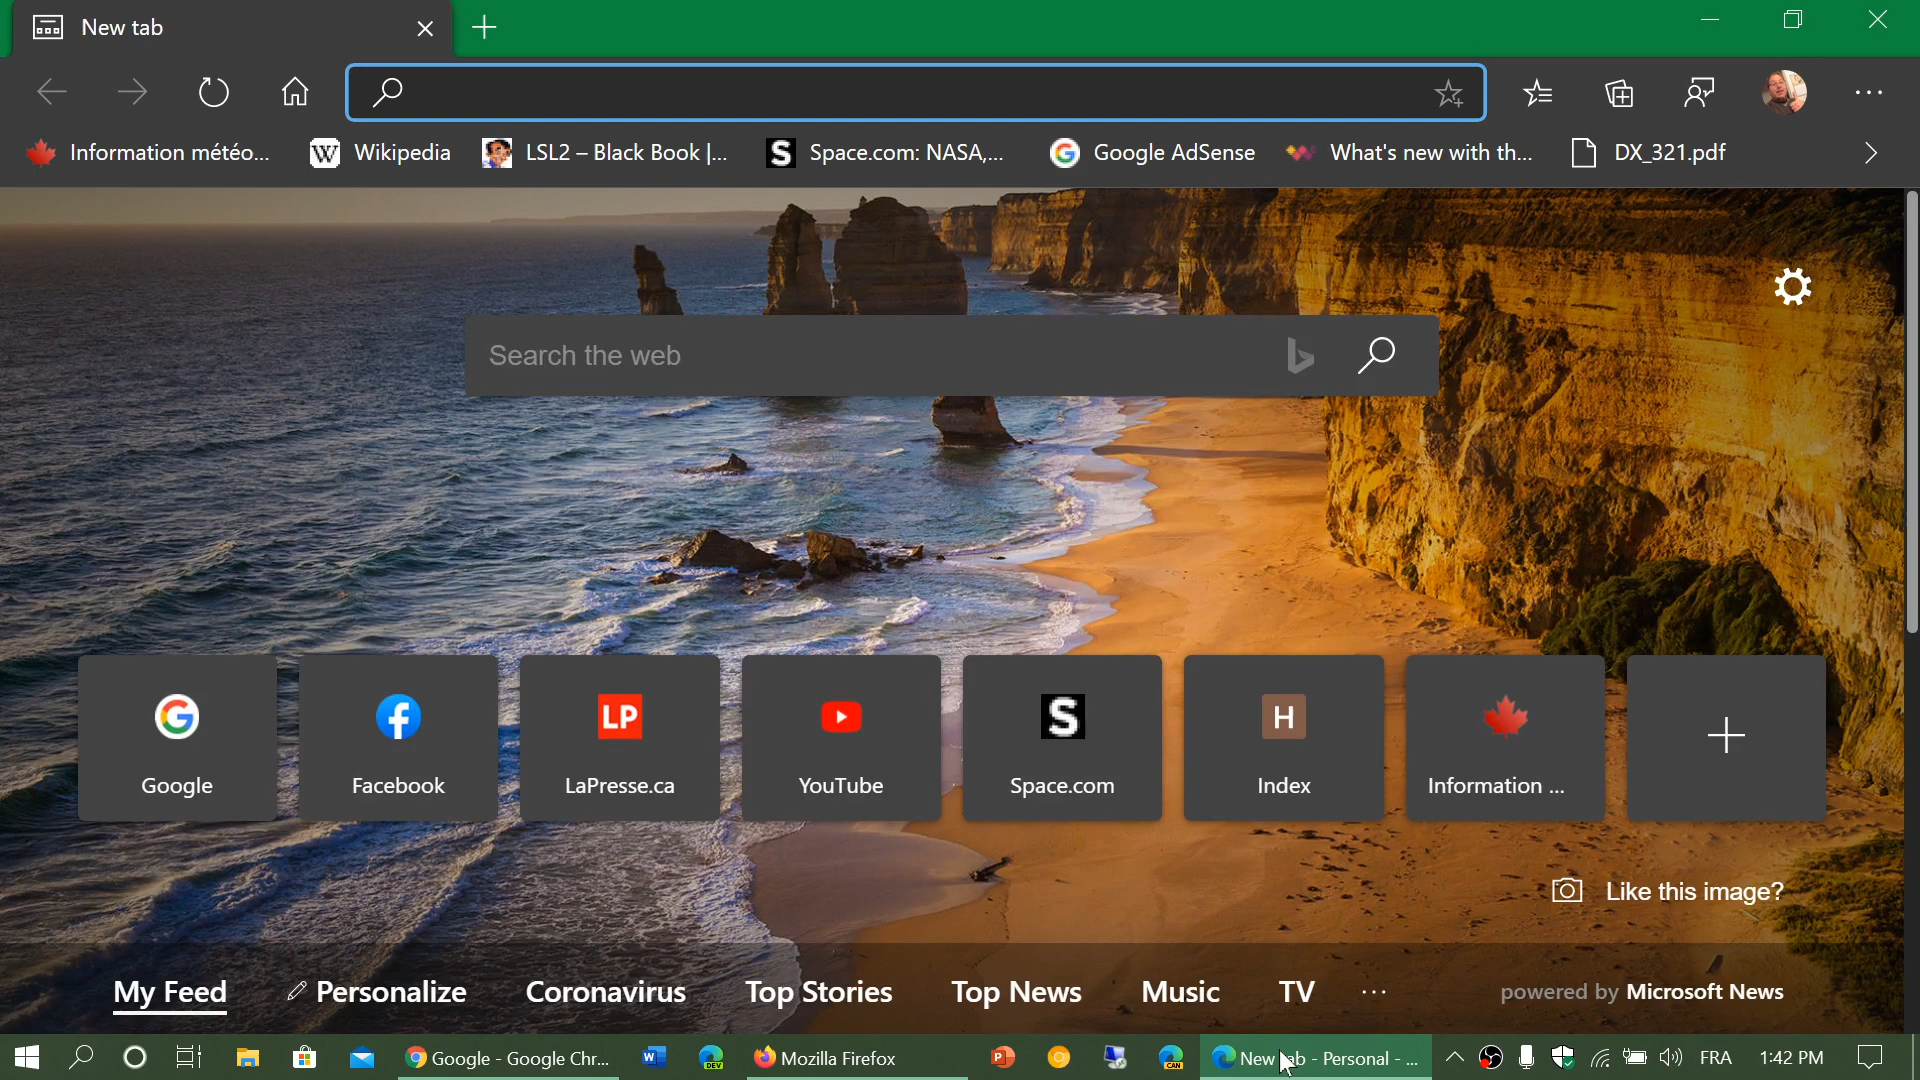 New tab
Information météo... Wikipedia LSL2 – Black Book |... Space.com: NASA,... Google AdSense What's new with th... DX_321.pdf
Search the web
Google Facebook LaPresse.ca YouTube Space.com Index Information ...
Like this image?
My Feed Personalize Coronavirus Top Stories Top News Music TV ... powered by Microsoft News
Google - Google Chr... Mozilla Firefox New tab - Personal - ... FRA 1:42 PM